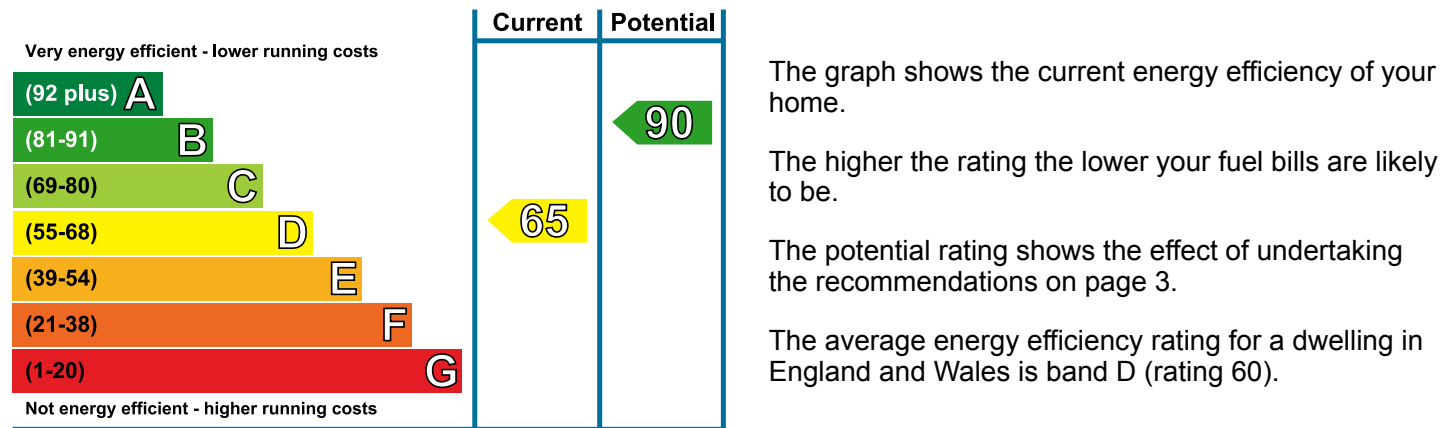 Current Potential
Very energy efficient - lower running costs
(92 plus) A
(81-91) B
(69-80) C
(55-68) D
(39-54) E
(21-38) F
(1-20) G
Not energy efficient - higher running costs
65
90
The graph shows the current energy efficiency of your
home.
The higher the rating the lower your fuel bills are likely
to be.
The potential rating shows the effect of undertaking
the recommendations on page 3.
The average energy efficiency rating for a dwelling in
England and Wales is band D (rating 60).